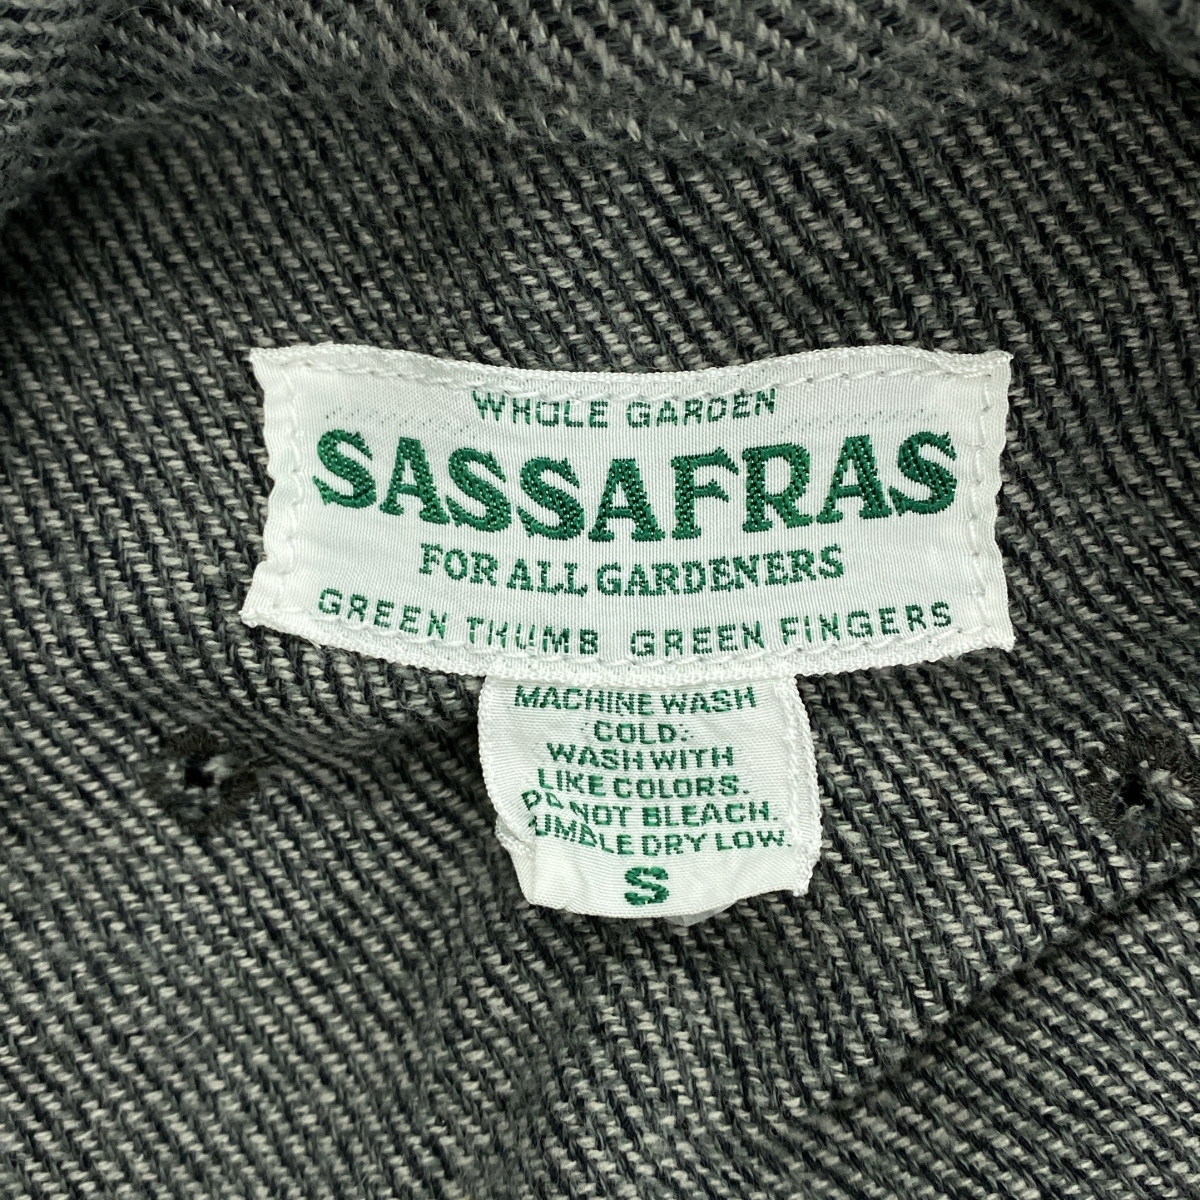 WHOLE GARDEN
SASSAFRAS
FOR ALL GARDENERS
GREEN THUMB GREEN FINGERS
MACHINE WASH
COLD.
WASH WITH
LIKE COLORS.
DO NOT BLEACH.
TUMBLE DRY LOW.
S